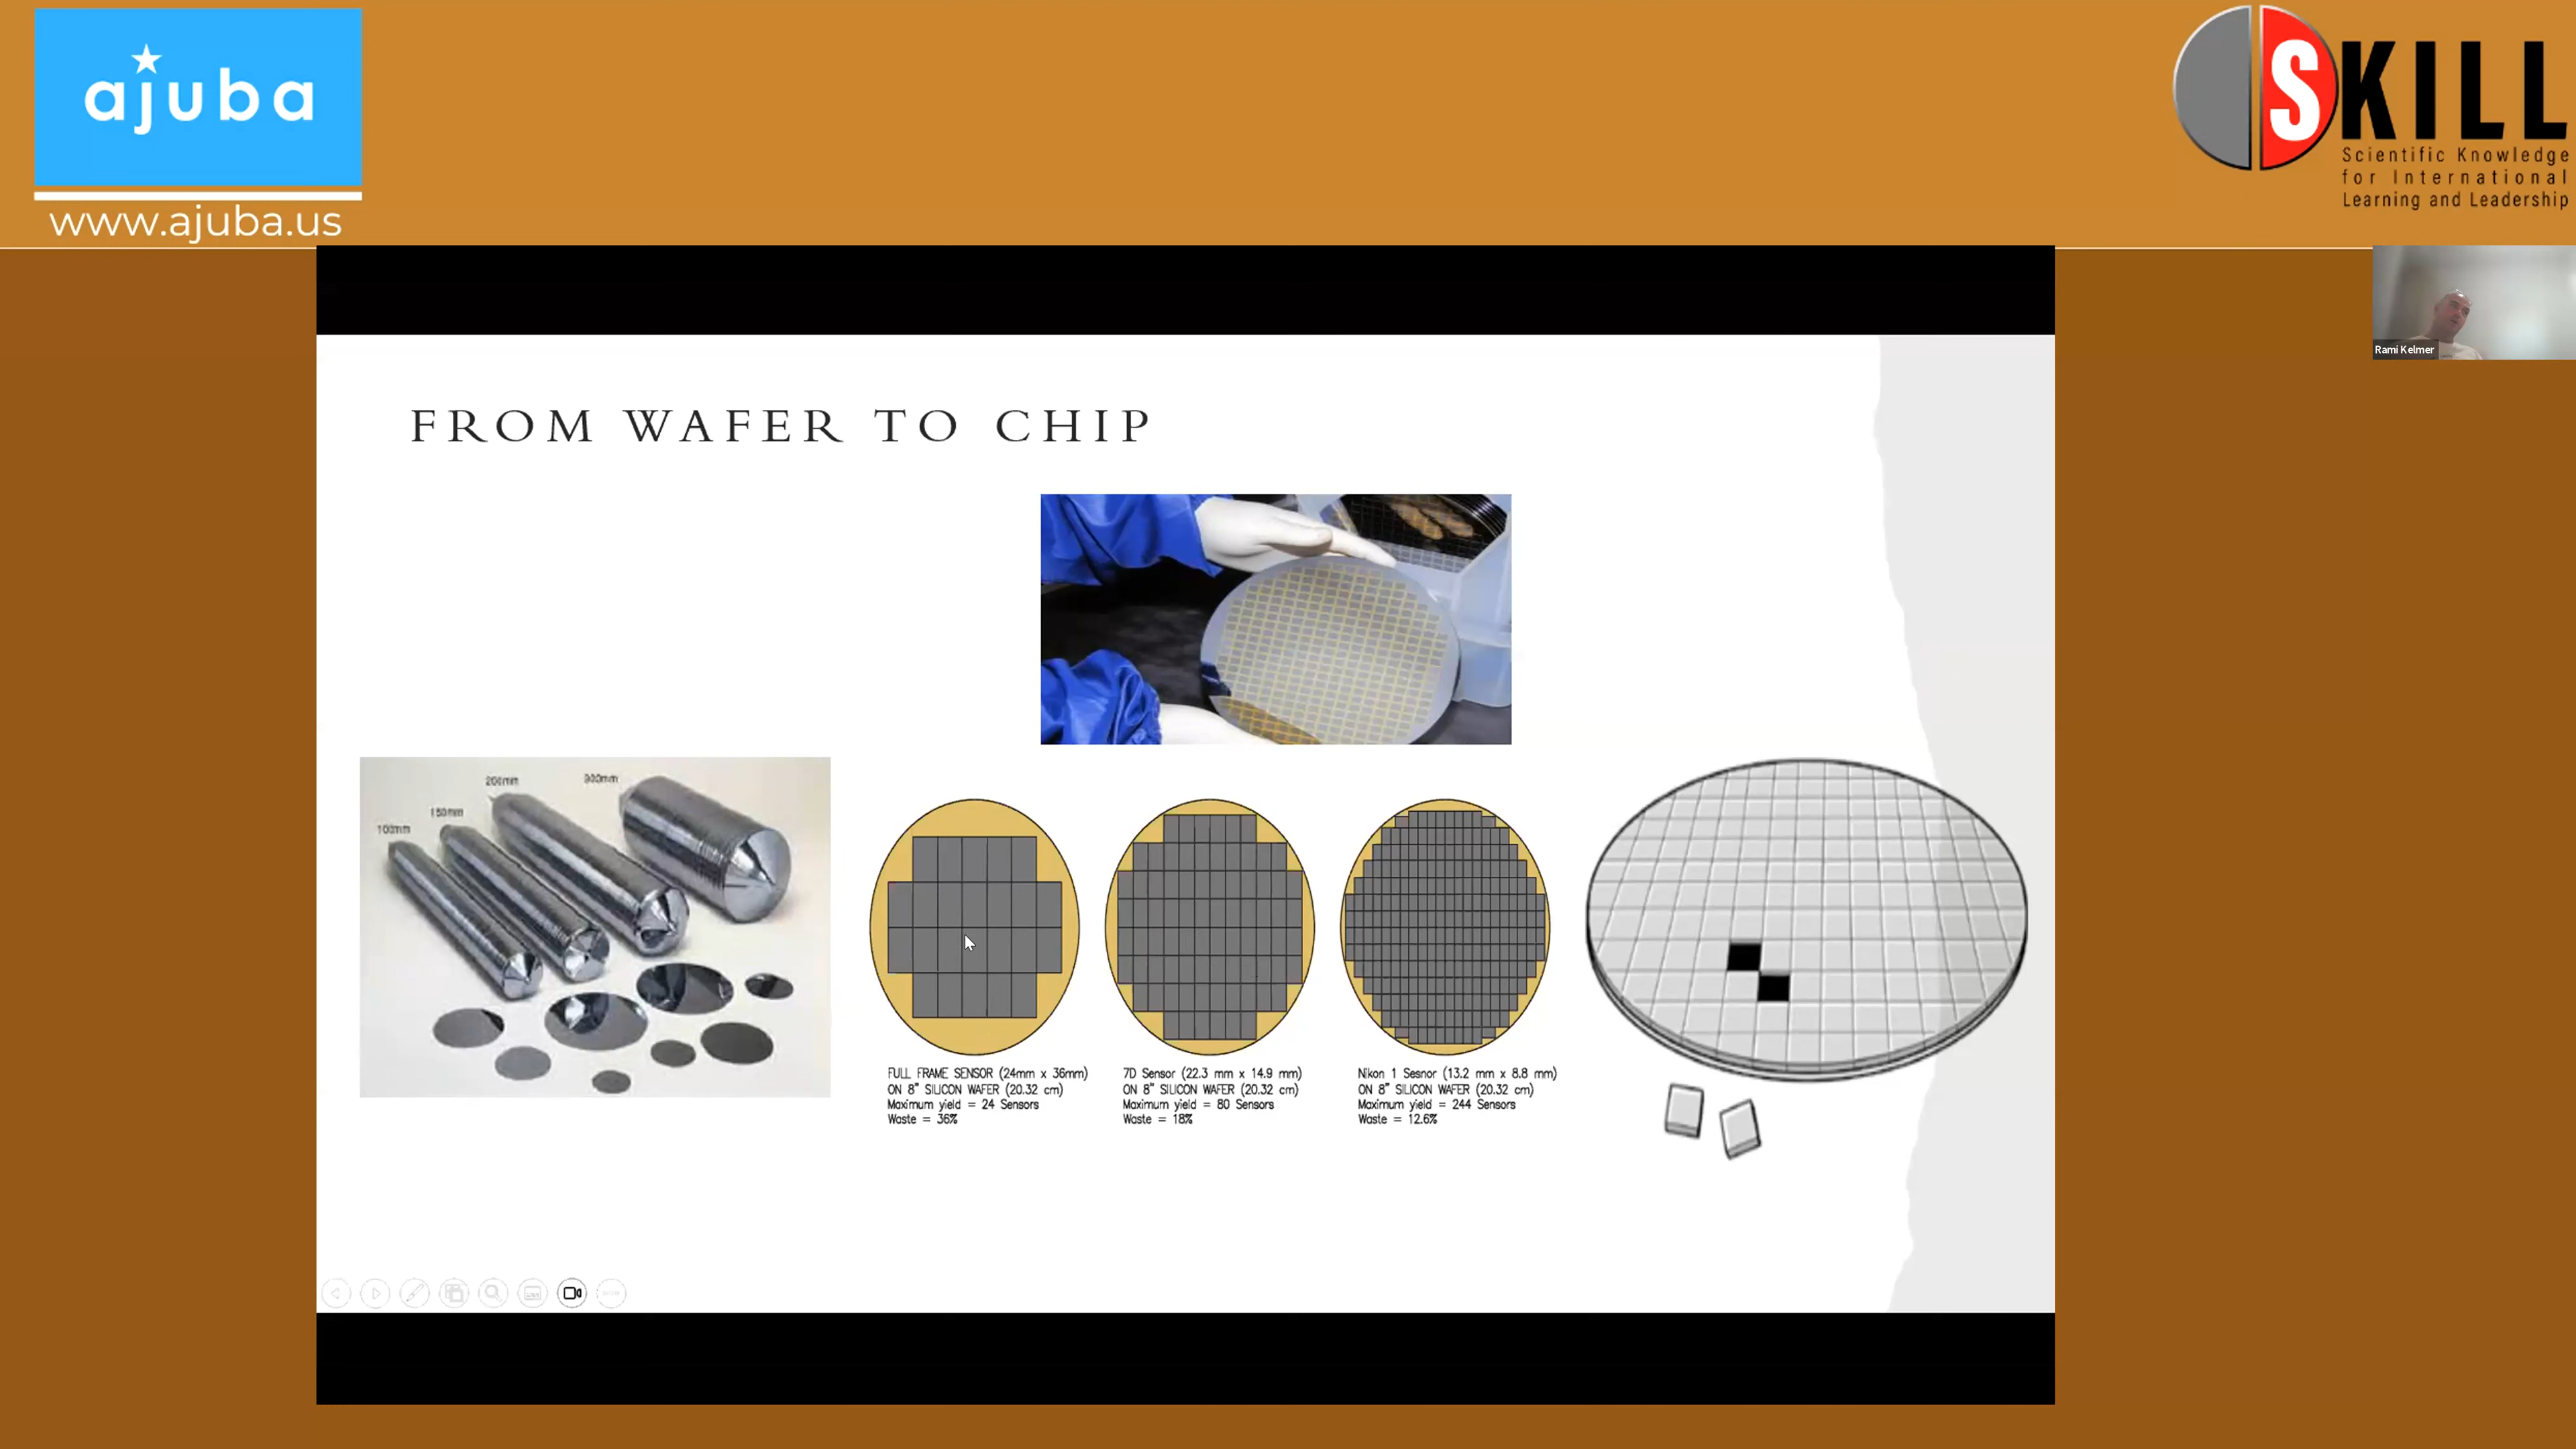 ajuba
www.ajuba.us
SKILL
Scientific Knowledge
for International
Learning and Leadership
Rami Kelmer
FROM WAFER TO CHIP
100mm
150mm
200mm
300mm
FULL FRAME SENSOR (24mm x 36mm)
ON 8" SILICON WAFER (20.32 cm)
Maximum yield = 24 Sensors
Waste = 36%
7D Sensor (22.3 mm x 14.9 mm)
ON 8" SILICON WAFER (20.32 cm)
Maximum yield = 80 Sensors
Waste = 18%
Nikon 1 Sesnor (13.2 mm x 8.8 mm)
ON 8" SILICON WAFER (20.32 cm)
Maximum yield = 244 Sensors
Waste = 12.6%